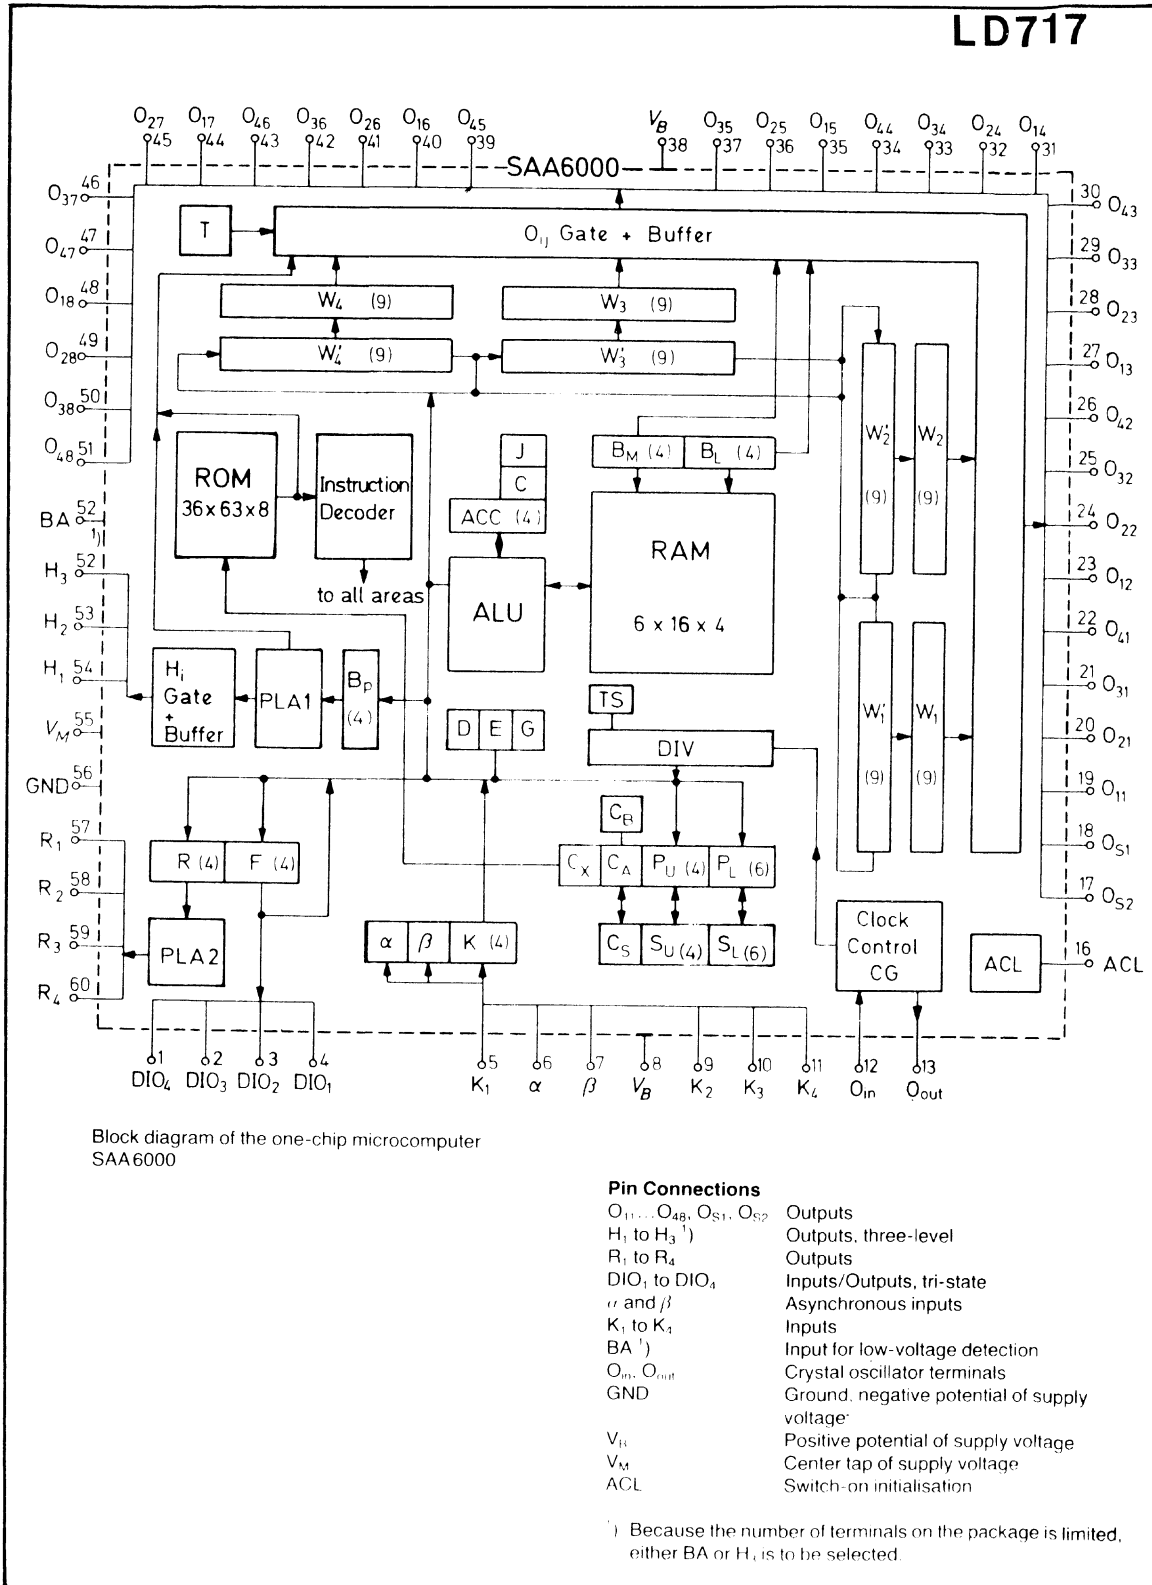 LD717
O27 O17 O46 O36 O26 O16 O45 VB O35 O25 O15 O44 O34 O24 O14
45 44 43 42 41 40 39 38 37 36 35 34 33 32 31
SAA6000
46 O37
47 O47
48 O18
49 O28
50 O38
51 O48
52 BA 1)
52 H3
53 H2
54 H1
55 VM
56 GND
57 R1
58 R2
59 R3
60 R4
30 O43
29 O33
28 O23
27 O13
26 O42
25 O32
24 O22
23 O12
22 O41
21 O31
20 O21
19 O11
18 OS1
17 OS2
16 ACL
T
Oij Gate + Buffer
W4 (9)
W3 (9)
W'4 (9)
W'3 (9)
W'2 (9)
W2 (9)
ROM
36x63x8
Instruction
Decoder
to all areas
J
C
ACC (4)
ALU
BM (4) BL (4)
RAM
6 x 16 x 4
Hi
Gate
+
Buffer
PLA1
BP
(4)
D E G
TS
DIV
W'1 (9)
W1 (9)
CB
R (4) F (4)
CX CA PU (4) PL (6)
PLA2
α β K (4)
CS SU (4) SL (6)
Clock
Control
CG
ACL
1 2 3 4 5 6 7 8 9 10 11 12 13
DIO4 DIO3 DIO2 DIO1 K1 α β VB K2 K3 K4 Oin Oout
Block diagram of the one-chip microcomputer
SAA6000
Pin Connections
O11...O48, OS1, OS2 Outputs
H1 to H3 1) Outputs, three-level
R1 to R4 Outputs
DIO1 to DIO4 Inputs/Outputs, tri-state
α and β Asynchronous inputs
K1 to K4 Inputs
BA 1) Input for low-voltage detection
Oin, Oout Crystal oscillator terminals
GND Ground, negative potential of supply
voltage
VB Positive potential of supply voltage
VM Center tap of supply voltage
ACL Switch-on initialisation
1) Because the number of terminals on the package is limited,
either BA or H3 is to be selected.